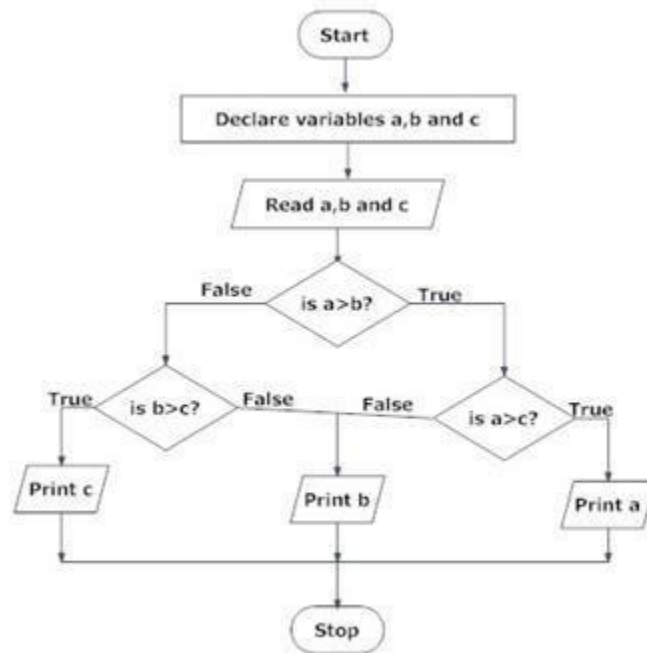 Start
Declare variables a,b and c
Read a,b and c
is a>b?
False
True
is b>c?
True
False
is a>c?
False
True
Print c
Print b
Print a
Stop